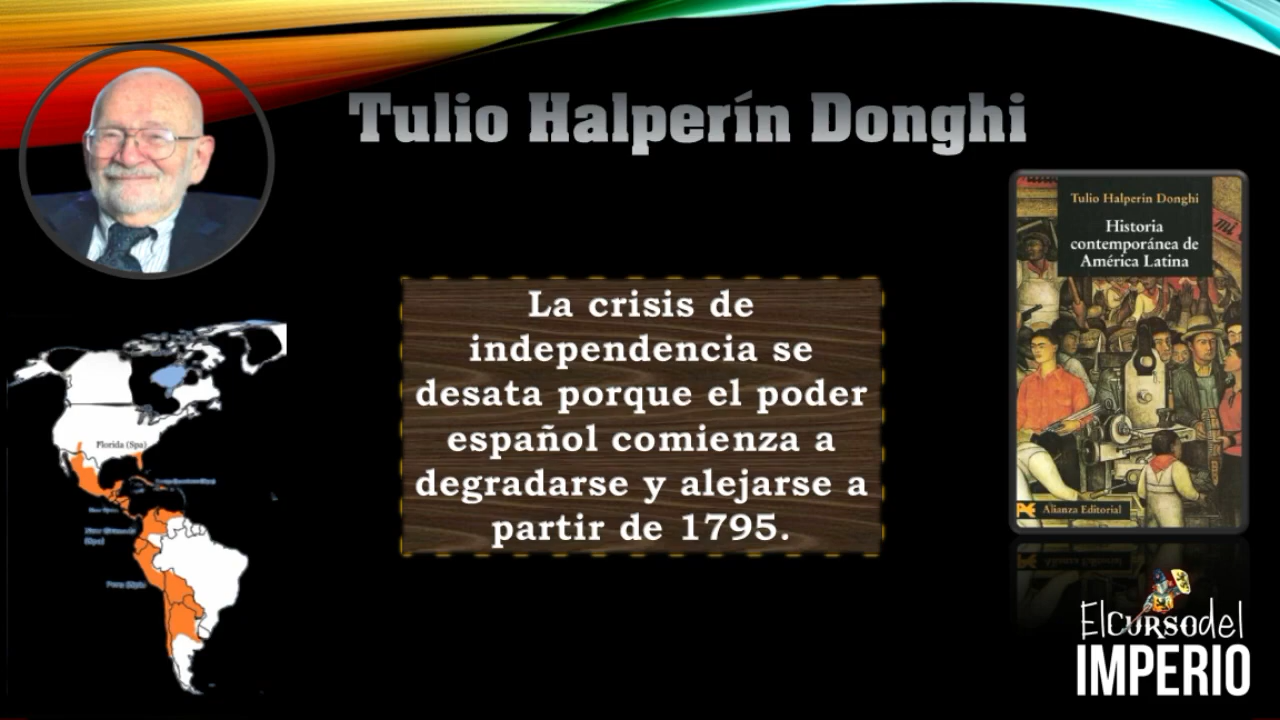 Tulio Halperín Donghi
Tulio Halperin Donghi
Historia
contemporánea de
América Latina
La crisis de
independencia se
desata porque el poder
español comienza a
degradarse y alejarse a
partir de 1795.
Florida (Spa)
Alianza Editorial
ElCURSOdel
IMPERIO